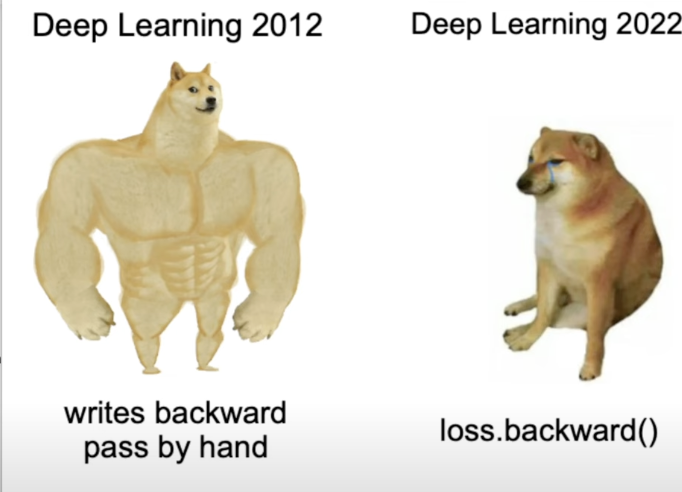 Deep Learning 2012
Deep Learning 2022
writes backward
pass by hand
loss.backward()